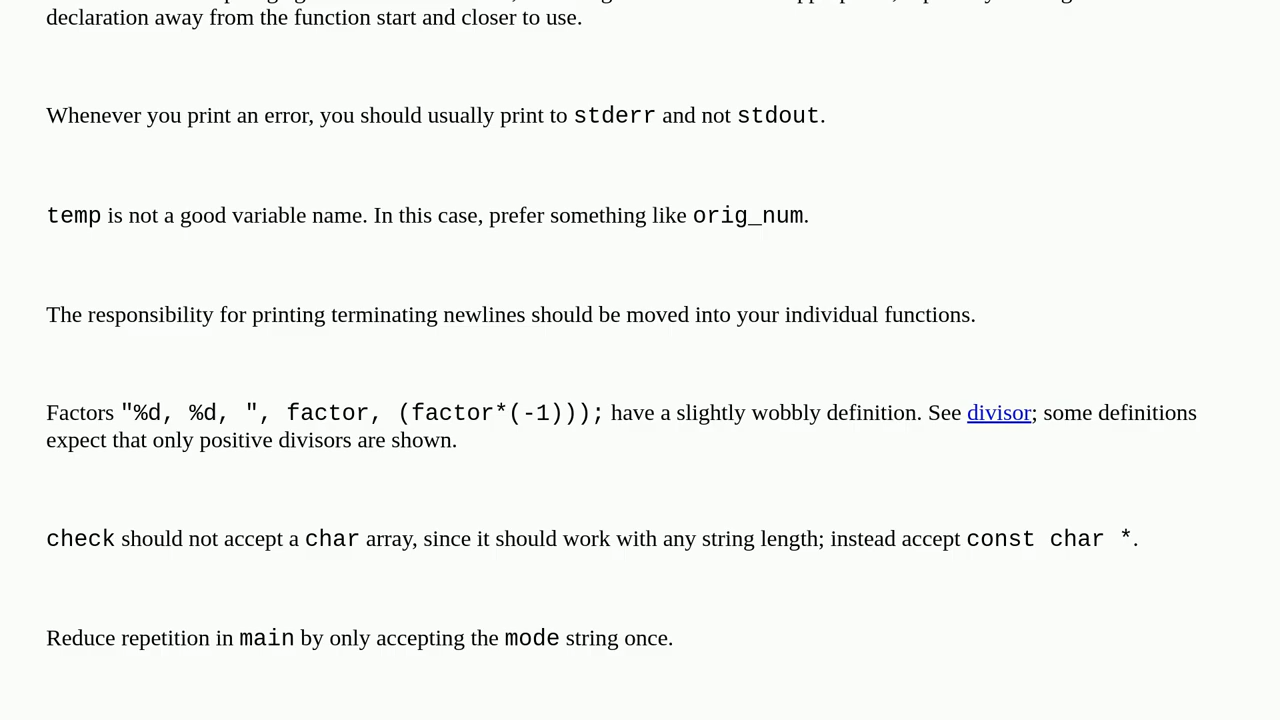 declaration away from the function start and closer to use.
Whenever you print an error, you should usually print to stderr and not stdout.
temp is not a good variable name. In this case, prefer something like orig_num.
The responsibility for printing terminating newlines should be moved into your individual functions.
Factors "%d, %d, ", factor, (factor*(-1))); have a slightly wobbly definition. See divisor; some definitions
expect that only positive divisors are shown.
check should not accept a char array, since it should work with any string length; instead accept const char *.
Reduce repetition in main by only accepting the mode string once.